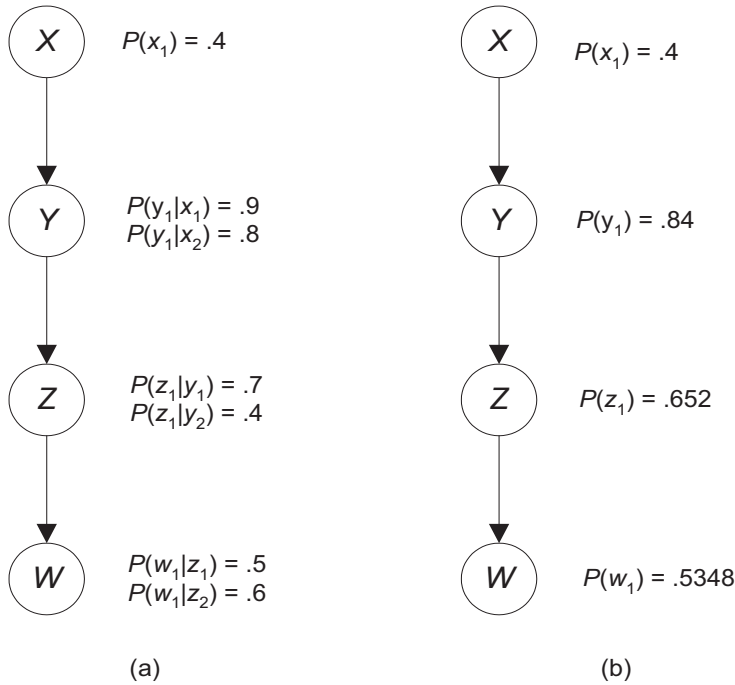 X
P(x₁) = .4
Y
P(y₁|x₁) = .9
P(y₁|x₂) = .8
Z
P(z₁|y₁) = .7
P(z₁|y₂) = .4
W
P(w₁|z₁) = .5
P(w₁|z₂) = .6
(a)
X
P(x₁) = .4
Y
P(y₁) = .84
Z
P(z₁) = .652
W
P(w₁) = .5348
(b)